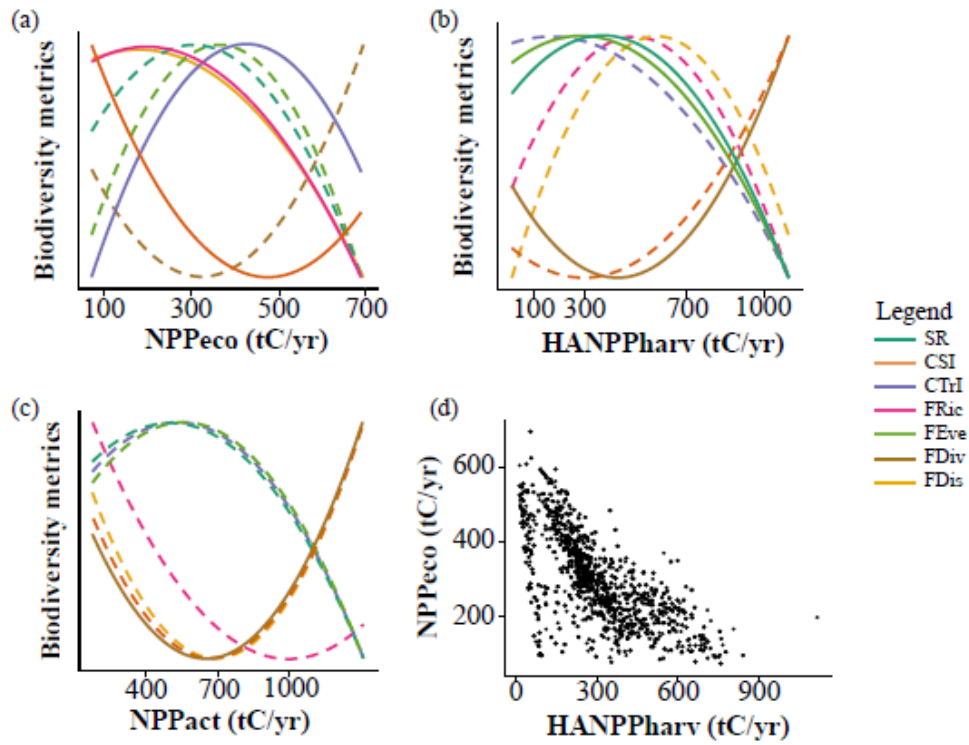 (a)
Biodiversity metrics
100 300 500 700
NPPeco (tC/yr)
(b)
Biodiversity metrics
100 300 700 1000
HANPPharv (tC/yr)
Legend
SR
CSI
CTrI
FRic
FEve
FDiv
FDis
(c)
Biodiversity metrics
400 700 1000
NPPact (tC/yr)
(d)
NPPeco (tC/yr)
600
400
200
0 300 600 900
HANPPharv (tC/yr)